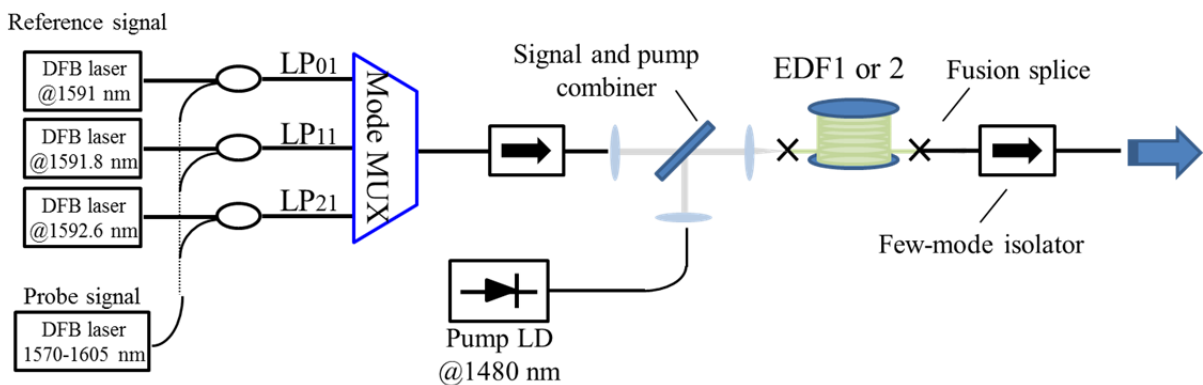 Reference signal
DFB laser
@1591 nm
DFB laser
@1591.8 nm
DFB laser
@1592.6 nm
Probe signal
DFB laser
1570-1605 nm
LP01
LP11
LP21
Mode MUX
Signal and pump
combiner
Pump LD
@1480 nm
EDF1 or 2
Fusion splice
Few-mode isolator